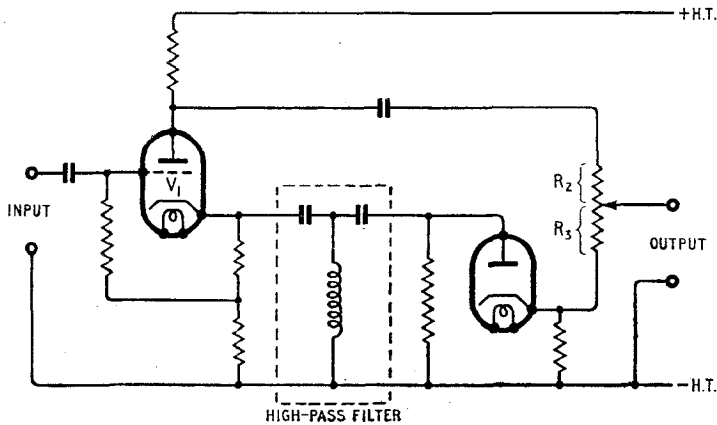 +H.T.
V1
R2
INPUT
R3
OUTPUT
-H.T.
HIGH-PASS FILTER